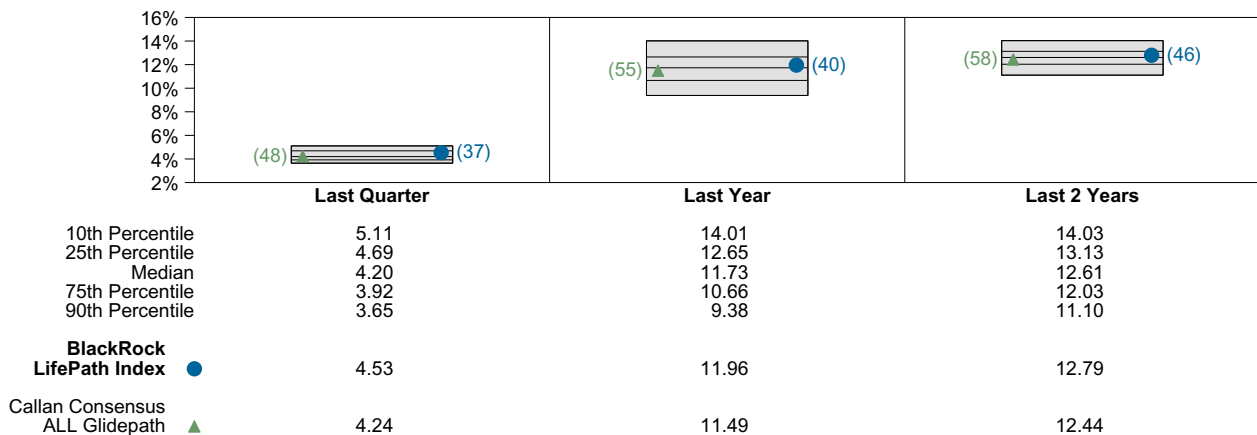 16%
14%
12%
10%
8%
6%
4%
2%
(48) (37)
(55) (40)
(58) (46)
Last Quarter Last Year Last 2 Years
10th Percentile 5.11 14.01 14.03
25th Percentile 4.69 12.65 13.13
Median 4.20 11.73 12.61
75th Percentile 3.92 10.66 12.03
90th Percentile 3.65 9.38 11.10
BlackRock
LifePath Index 4.53 11.96 12.79
Callan Consensus
ALL Glidepath 4.24 11.49 12.44